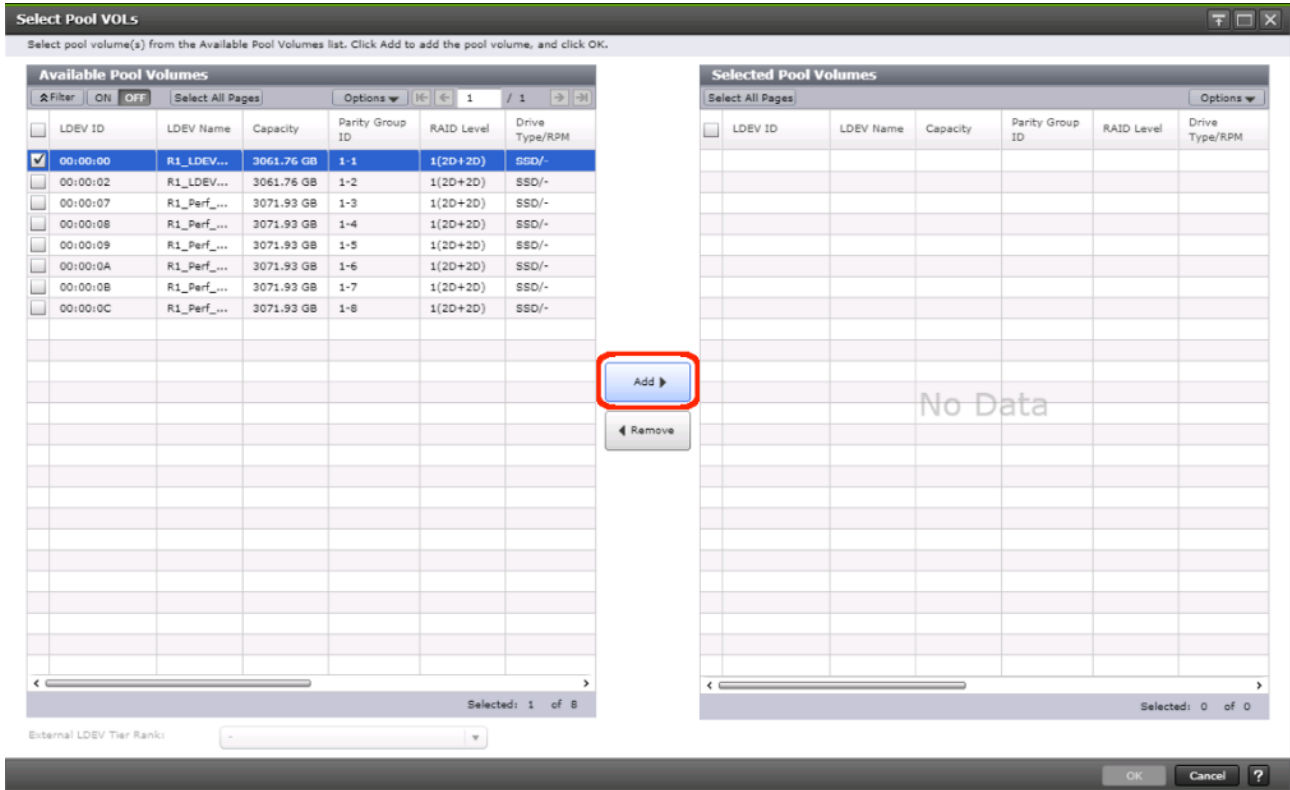 Select Pool VOLs
Select pool volume(s) from the Available Pool Volumes list. Click Add to add the pool volume, and click OK.
Available Pool Volumes
Filter ON OFF Select All Pages Options 1 / 1
LDEV ID LDEV Name Capacity Parity Group ID RAID Level Drive Type/RPM
00:00:00 R1_LDEV... 3061.76 GB 1-1 1(2D+2D) SSD/-
00:00:02 R1_LDEV... 3061.76 GB 1-2 1(2D+2D) SSD/-
00:00:07 R1_Perf_... 3071.93 GB 1-3 1(2D+2D) SSD/-
00:00:08 R1_Perf_... 3071.93 GB 1-4 1(2D+2D) SSD/-
00:00:09 R1_Perf_... 3071.93 GB 1-5 1(2D+2D) SSD/-
00:00:0A R1_Perf_... 3071.93 GB 1-6 1(2D+2D) SSD/-
00:00:0B R1_Perf_... 3071.93 GB 1-7 1(2D+2D) SSD/-
00:00:0C R1_Perf_... 3071.93 GB 1-8 1(2D+2D) SSD/-
Selected: 1 of 8
External LDEV Tier Rank: -
Add
Remove
Selected Pool Volumes
Select All Pages Options
LDEV ID LDEV Name Capacity Parity Group ID RAID Level Drive Type/RPM
No Data
Selected: 0 of 0
OK Cancel ?